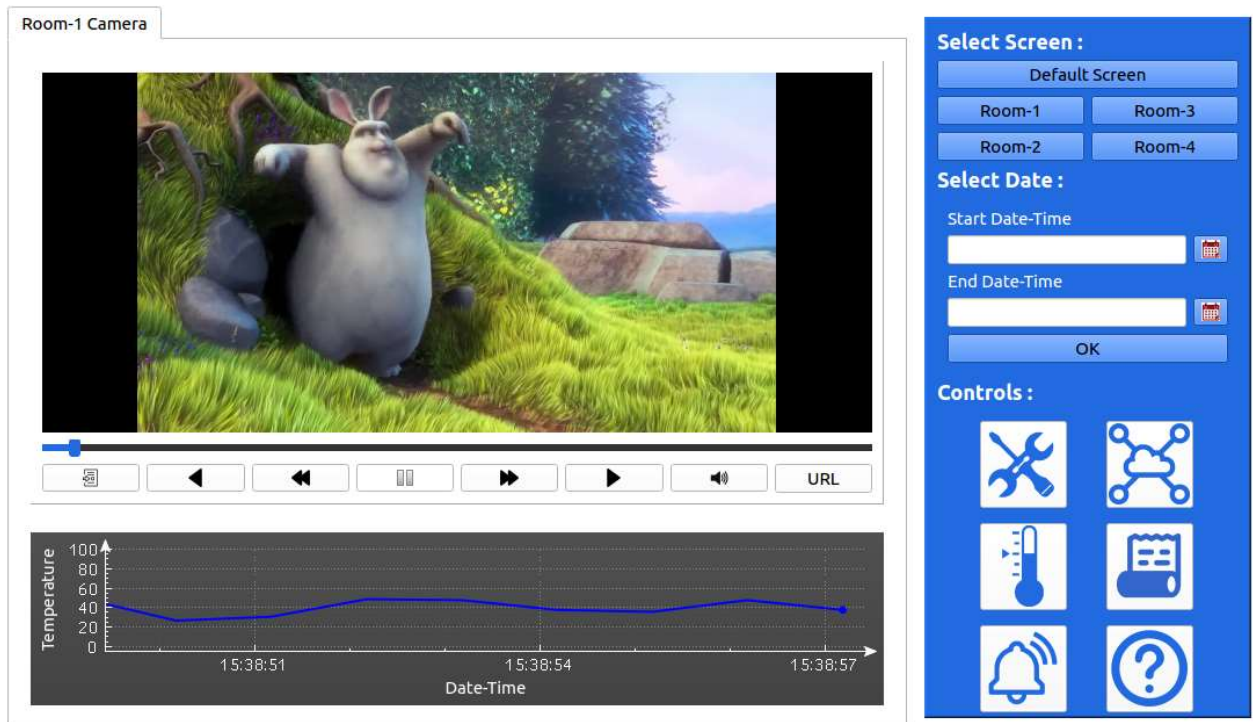 Room-1 Camera
URL
Temperature
100
80
60
40
20
0
15:38:51 15:38:54 15:38:57
Date-Time
Select Screen :
Default Screen
Room-1 Room-3
Room-2 Room-4
Select Date :
Start Date-Time
End Date-Time
OK
Controls :